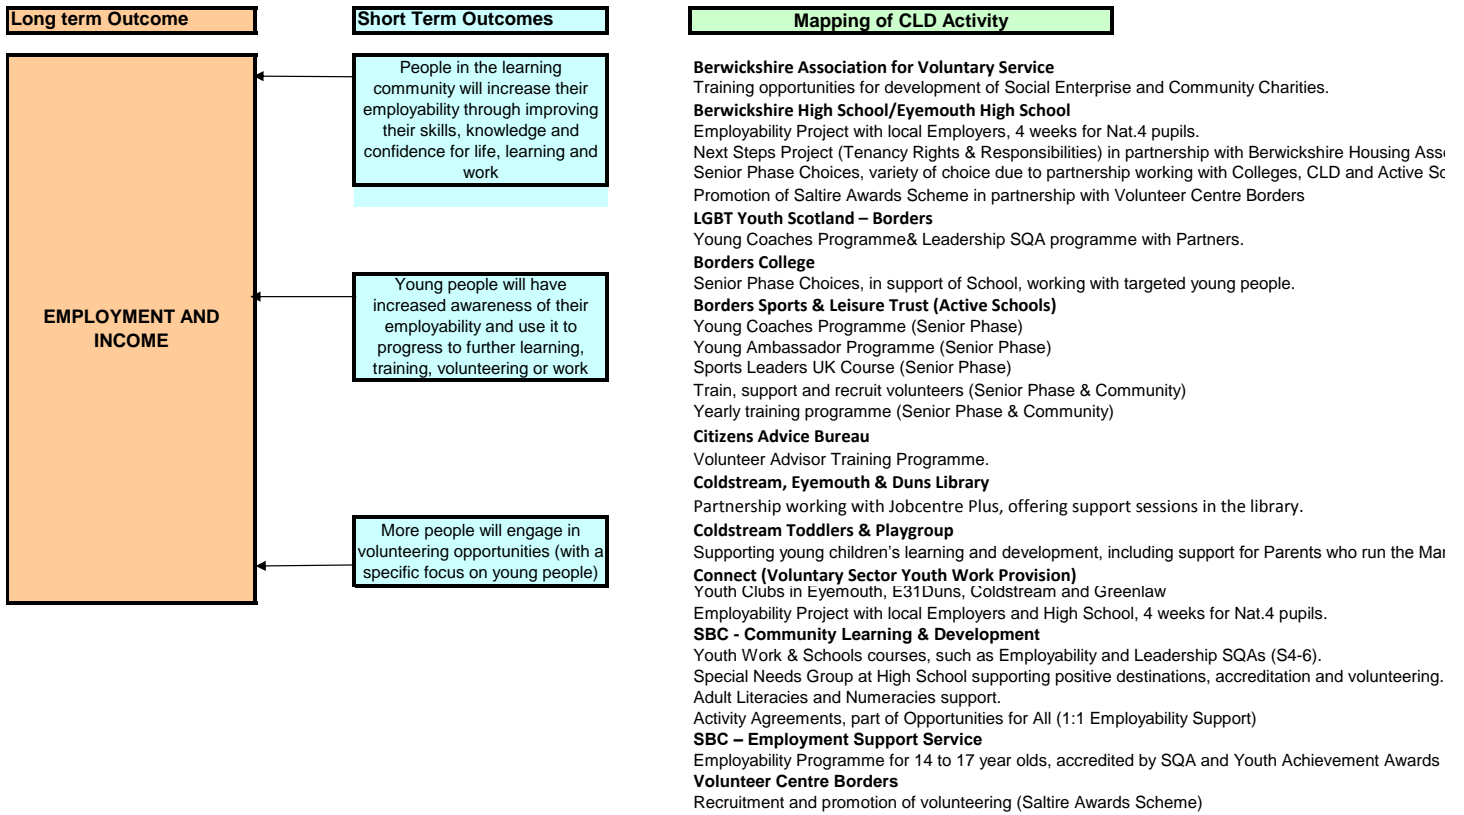 Long term Outcome
Short Term Outcomes
Mapping of CLD Activity
EMPLOYMENT AND
INCOME
People in the learning
community will increase their
employability through improving
their skills, knowledge and
confidence for life, learning and
work
Young people will have
increased awareness of their
employability and use it to
progress to further learning,
training, volunteering or work
More people will engage in
volunteering opportunities (with a
specific focus on young people)
Berwickshire Association for Voluntary Service
Training opportunities for development of Social Enterprise and Community Charities.
Berwickshire High School/Eyemouth High School
Employability Project with local Employers, 4 weeks for Nat.4 pupils.
Next Steps Project (Tenancy Rights & Responsibilities) in partnership with Berwickshire Housing
Senior Phase Choices, variety of choice due to partnership working with Colleges, CLD and Active
Promotion of Saltire Awards Scheme in partnership with Volunteer Centre Borders
LGBT Youth Scotland – Borders
Young Coaches Programme& Leadership SQA programme with Partners.
Borders College
Senior Phase Choices, in support of School, working with targeted young people.
Borders Sports & Leisure Trust (Active Schools)
Young Coaches Programme (Senior Phase)
Young Ambassador Programme (Senior Phase)
Sports Leaders UK Course (Senior Phase)
Train, support and recruit volunteers (Senior Phase & Community)
Yearly training programme (Senior Phase & Community)
Citizens Advice Bureau
Volunteer Advisor Training Programme.
Coldstream, Eyemouth & Duns Library
Partnership working with Jobcentre Plus, offering support sessions in the library.
Coldstream Toddlers & Playgroup
Supporting young children’s learning and development, including support for Parents who run the
Connect (Voluntary Sector Youth Work Provision)
Youth Clubs in Eyemouth, E31Duns, Coldstream and Greenlaw
Employability Project with local Employers and High School, 4 weeks for Nat.4 pupils.
SBC - Community Learning & Development
Youth Work & Schools courses, such as Employability and Leadership SQAs (S4-6).
Special Needs Group at High School supporting positive destinations, accreditation and volunteering.
Adult Literacies and Numeracies support.
Activity Agreements, part of Opportunities for All (1:1 Employability Support)
SBC – Employment Support Service
Employability Programme for 14 to 17 year olds, accredited by SQA and Youth Achievement Awards
Volunteer Centre Borders
Recruitment and promotion of volunteering (Saltire Awards Scheme)